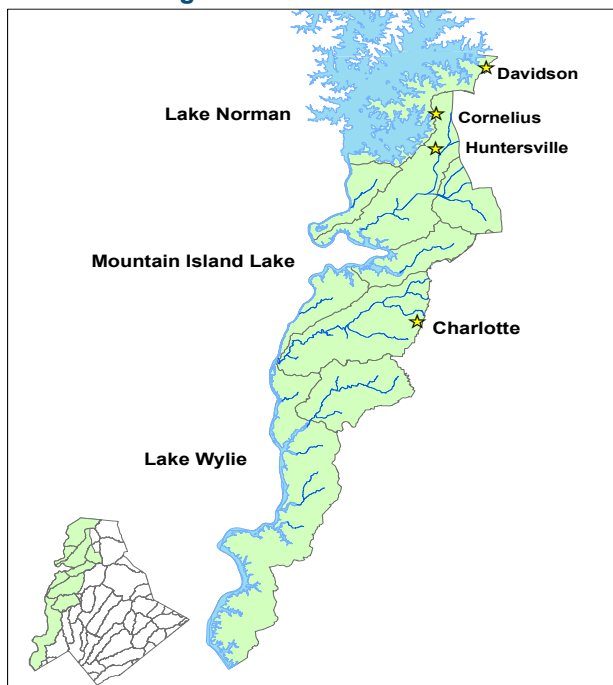 Davidson
Lake Norman
Cornelius
Huntersville
Mountain Island Lake
Charlotte
Lake Wylie